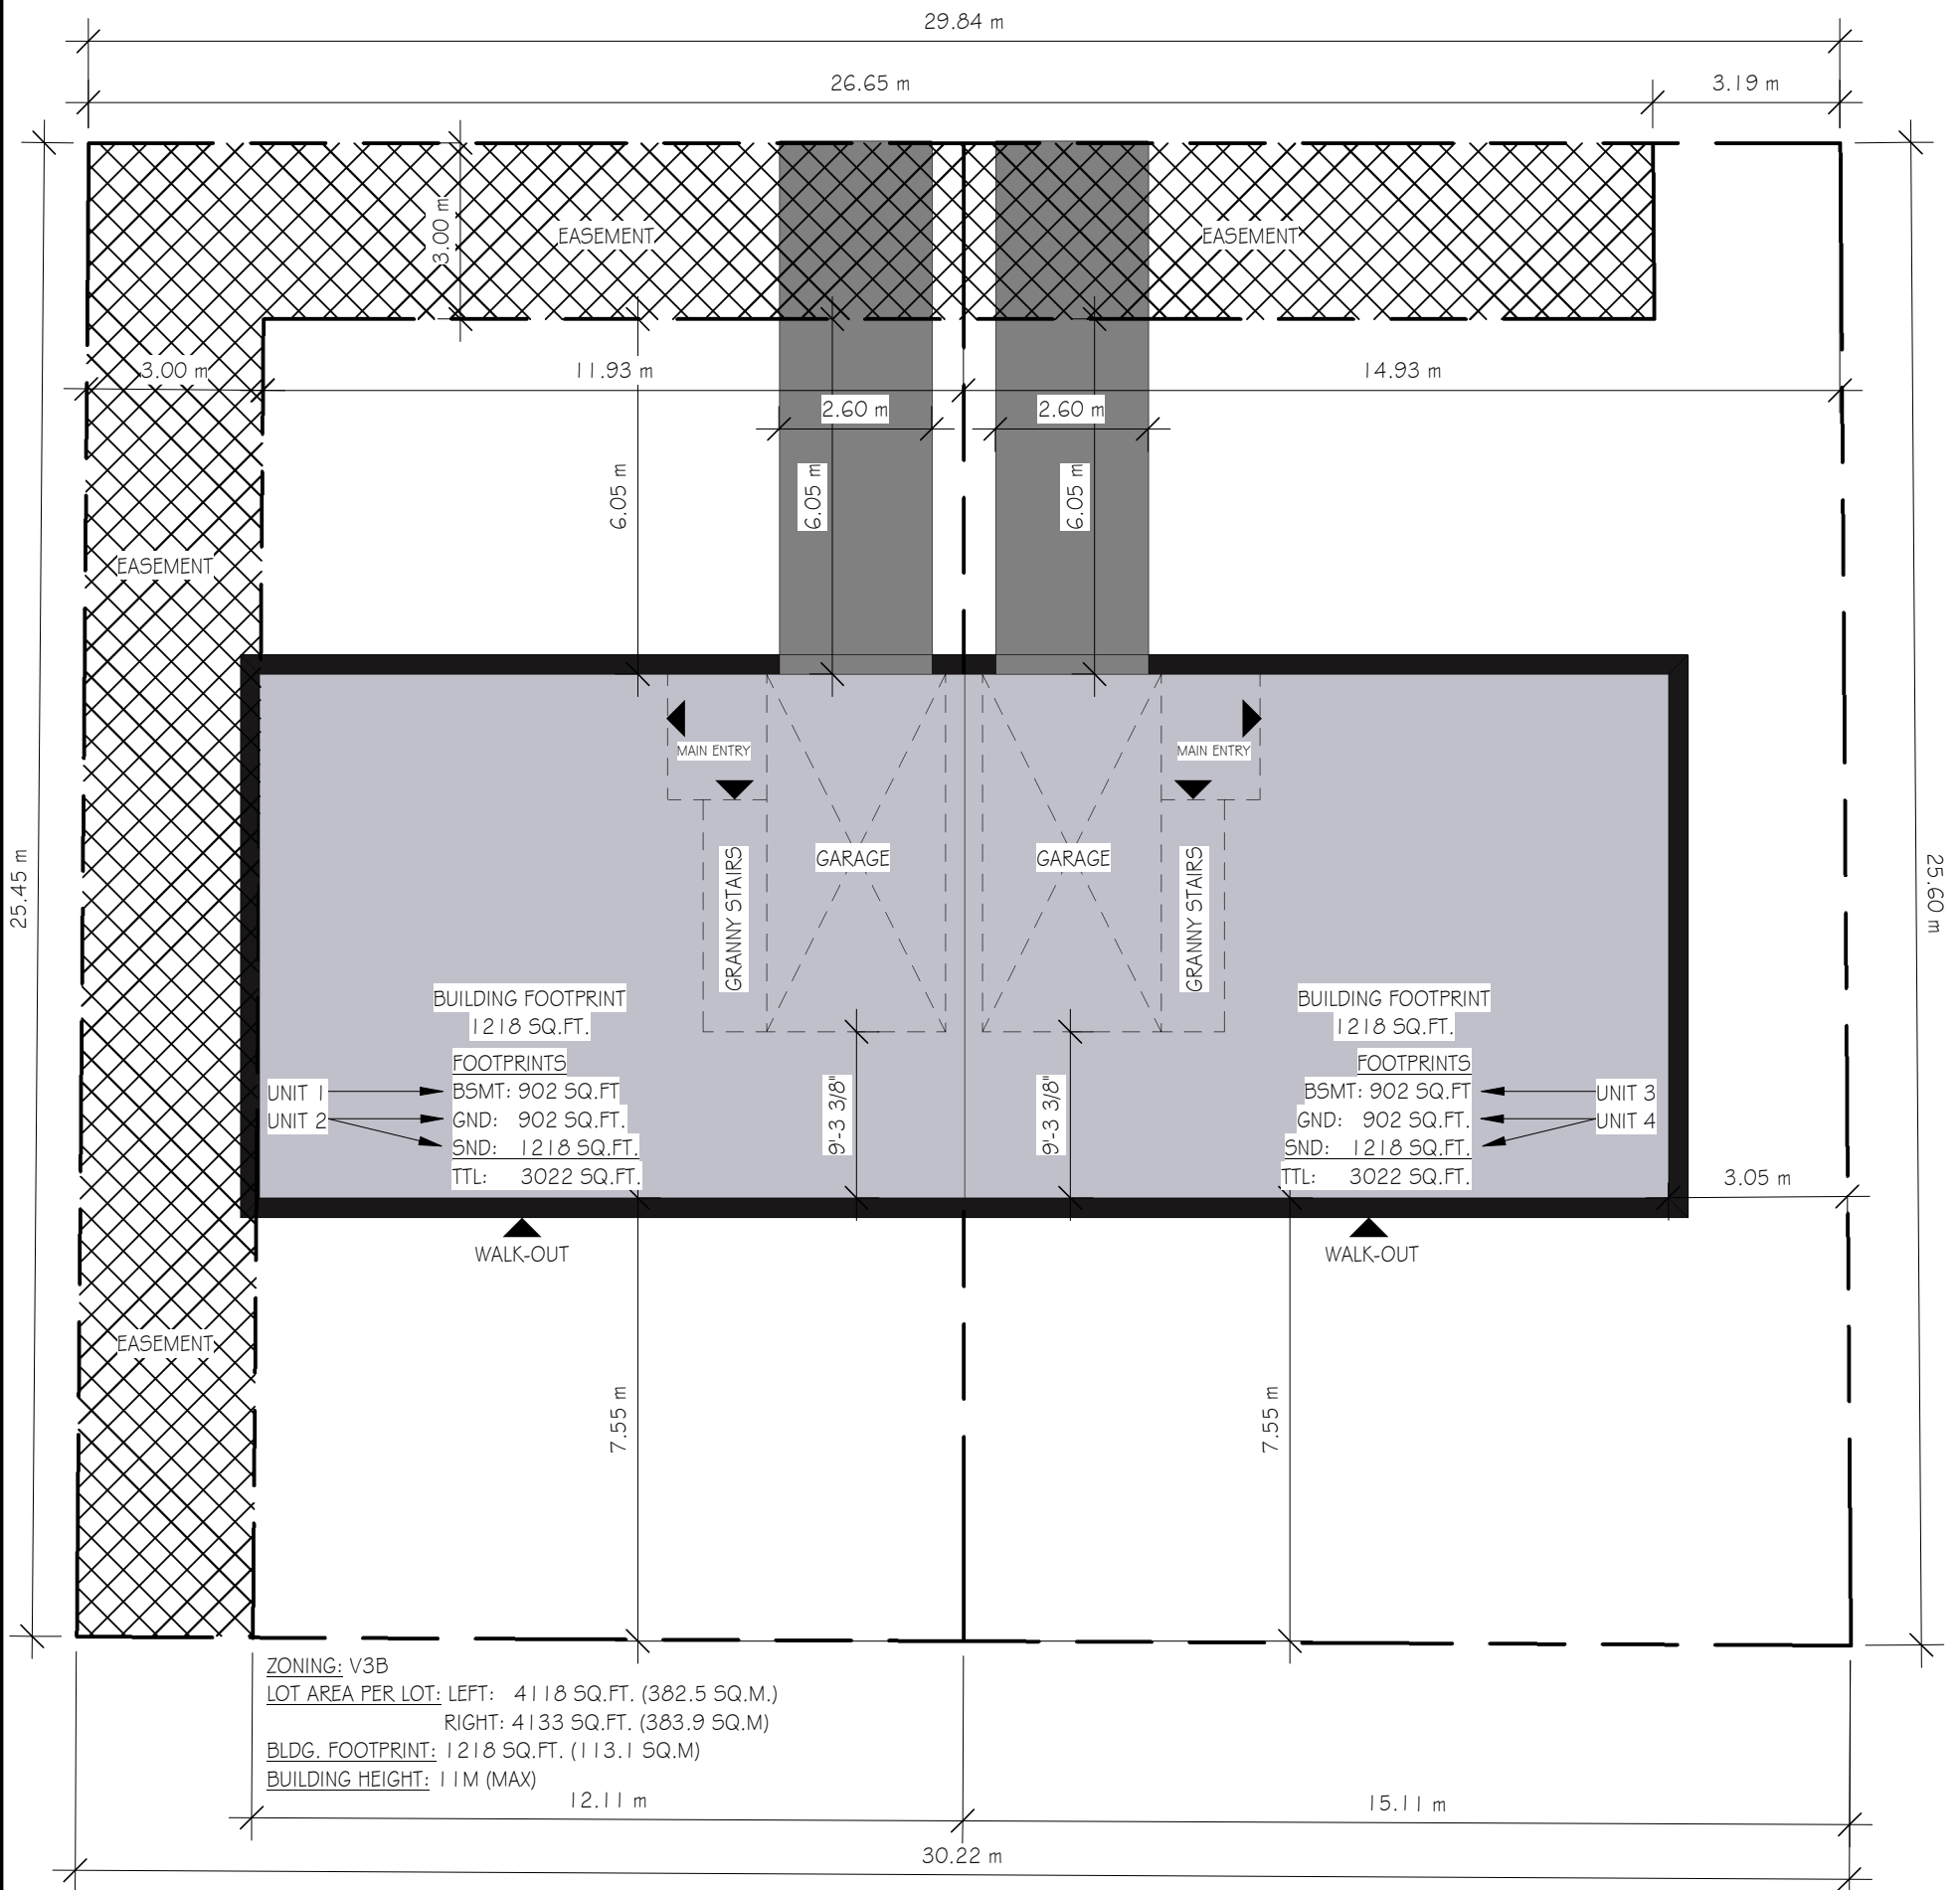 29.84 m
26.65 m
3.19 m
3.00 m
EASEMENT
EASEMENT
3.00 m
11.93 m
14.93 m
2.60 m
2.60 m
6.05 m
6.05 m
6.05 m
EASEMENT
MAIN ENTRY
MAIN ENTRY
25.45 m
GRANNY STAIRS
GARAGE
GARAGE
GRANNY STAIRS
25.60 m
BUILDING FOOTPRINT
1218 SQ.FT.
FOOTPRINTS
UNIT 1
BSMT: 902 SQ.FT
UNIT 2
GND: 902 SQ.FT.
SND: 1218 SQ.FT.
TTL: 3022 SQ.FT.
9'-3 3/8"
9'-3 3/8"
BUILDING FOOTPRINT
1218 SQ.FT.
FOOTPRINTS
BSMT: 902 SQ.FT
UNIT 3
GND: 902 SQ.FT.
UNIT 4
SND: 1218 SQ.FT.
TTL: 3022 SQ.FT.
3.05 m
WALK-OUT
WALK-OUT
EASEMENT
7.55 m
7.55 m
ZONING: V3B
LOT AREA PER LOT: LEFT: 4118 SQ.FT. (382.5 SQ.M.)
RIGHT: 4133 SQ.FT. (383.9 SQ.M)
BLDG. FOOTPRINT: 1218 SQ.FT. (113.1 SQ.M)
BUILDING HEIGHT: 11M (MAX)
12.11 m
15.11 m
30.22 m